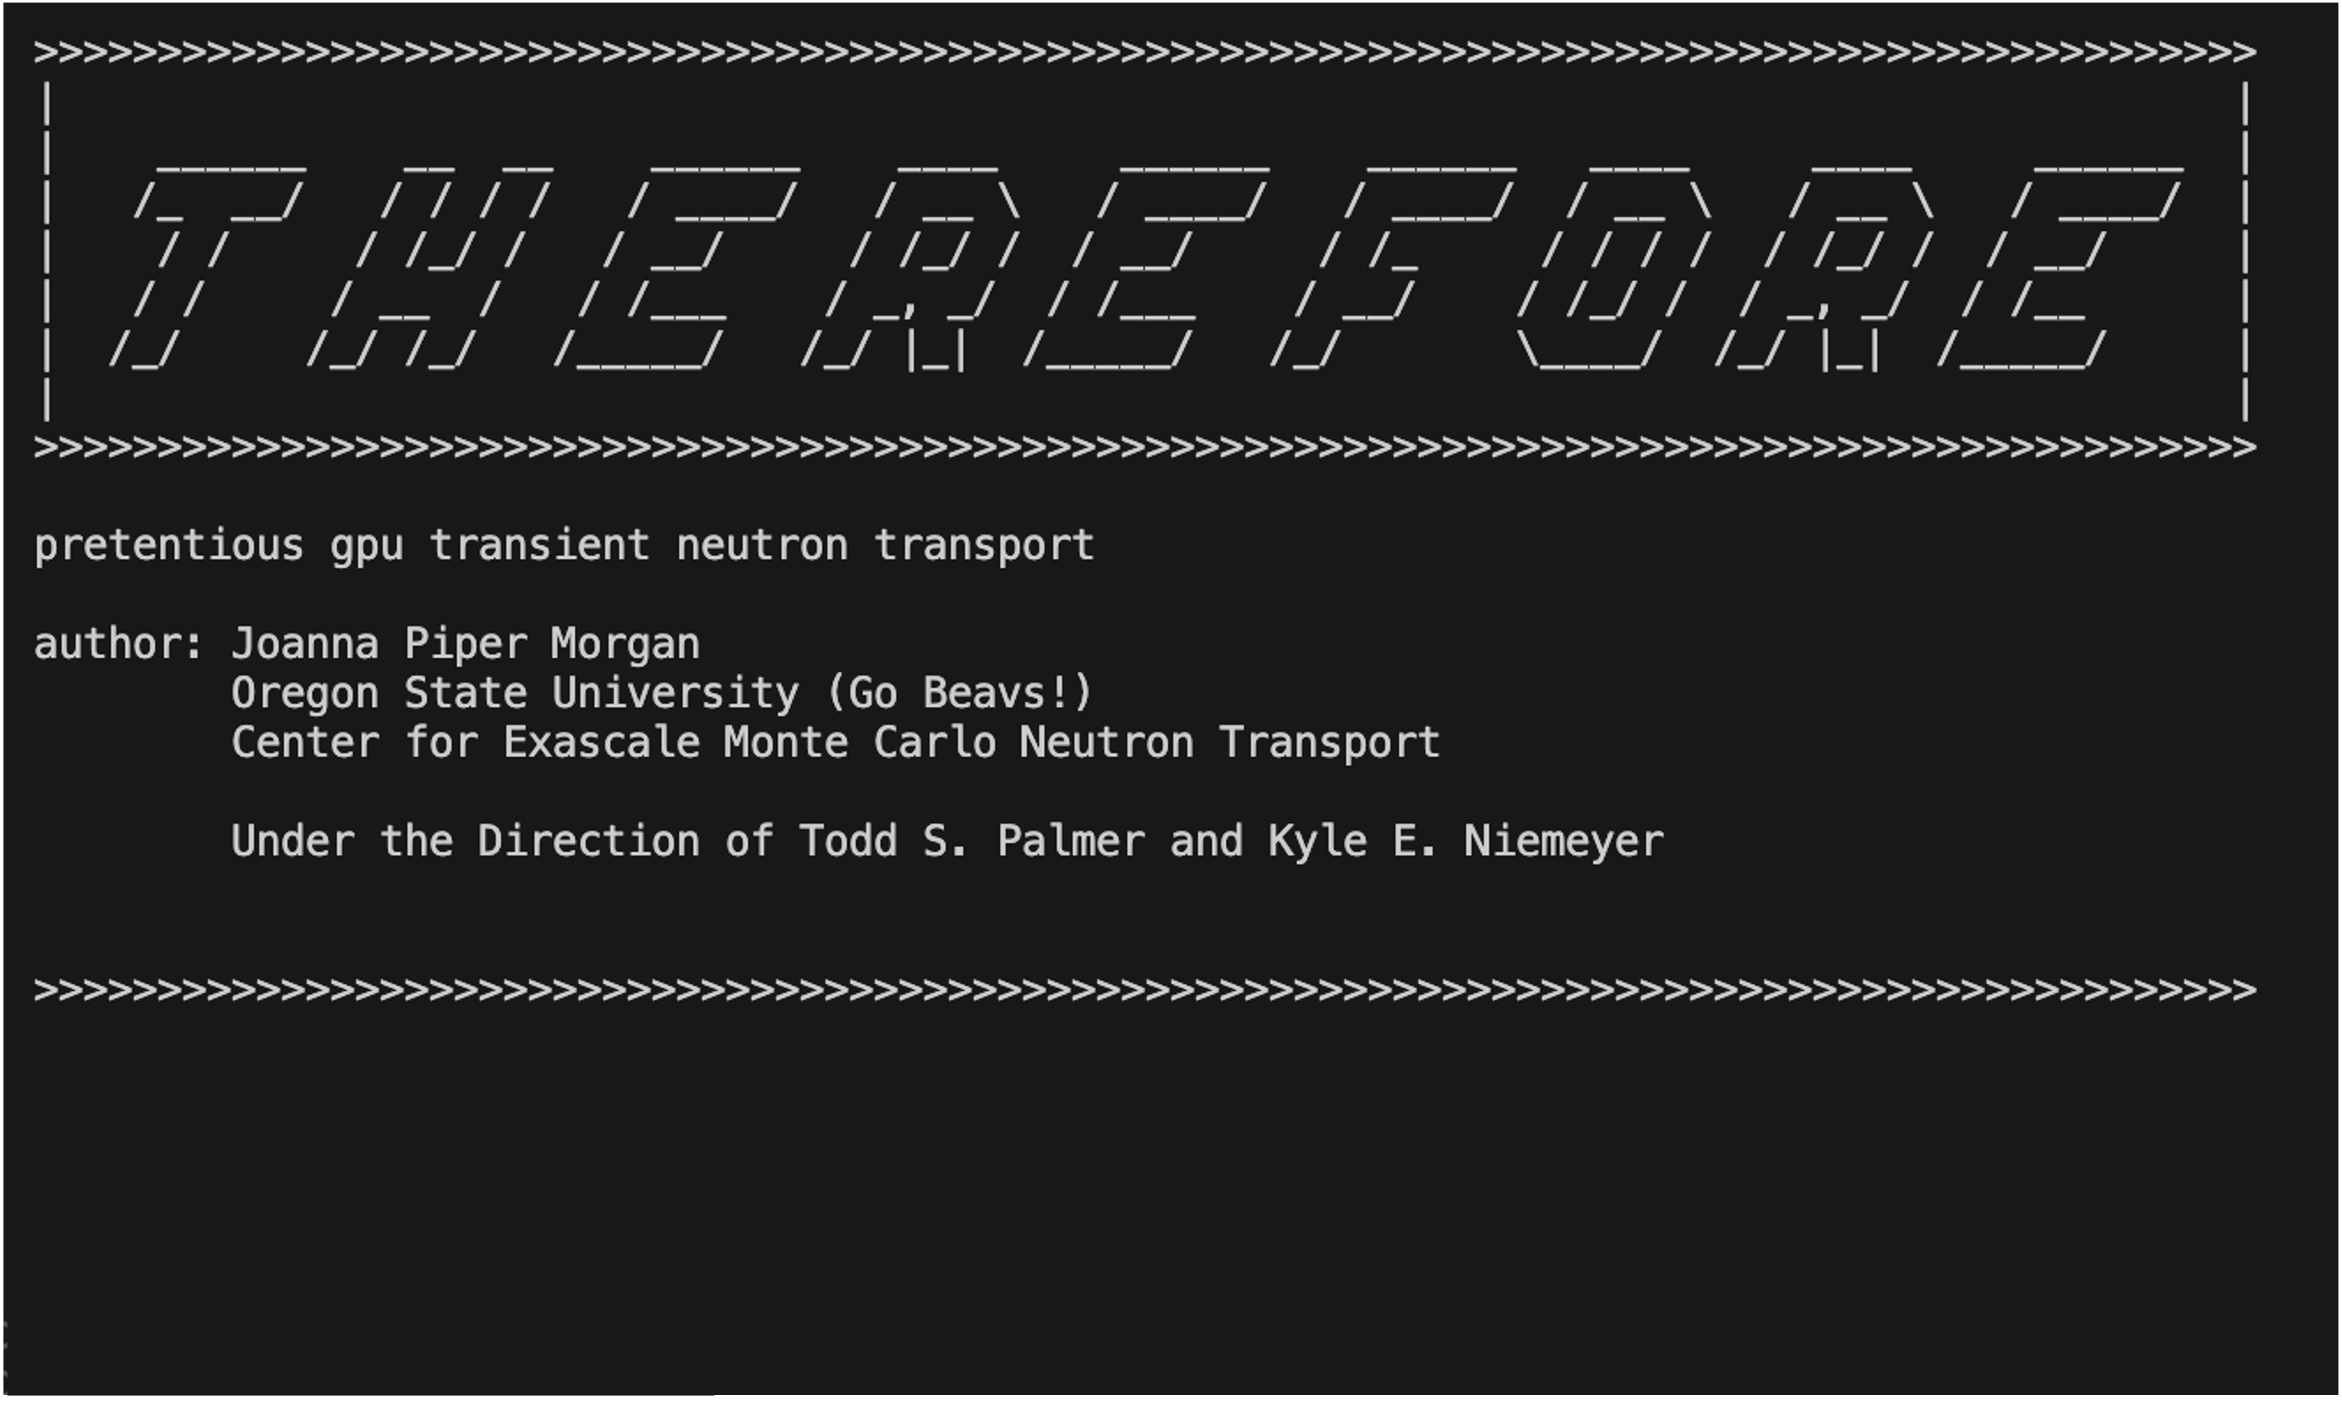 >>>>>>>>>>>>>>>>>>>>>>>>>>>>>>>>>>>>>>>>>>>>>>>>>>>>>>>>>>>>>>>>>>>>>>>>>>>>>>>>>>>>>>>>>>
THEREFORE
>>>>>>>>>>>>>>>>>>>>>>>>>>>>>>>>>>>>>>>>>>>>>>>>>>>>>>>>>>>>>>>>>>>>>>>>>>>>>>>>>>>>>>>>>>
pretentious gpu transient neutron transport
author: Joanna Piper Morgan
Oregon State University (Go Beavs!)
Center for Exascale Monte Carlo Neutron Transport
Under the Direction of Todd S. Palmer and Kyle E. Niemeyer
>>>>>>>>>>>>>>>>>>>>>>>>>>>>>>>>>>>>>>>>>>>>>>>>>>>>>>>>>>>>>>>>>>>>>>>>>>>>>>>>>>>>>>>>>>